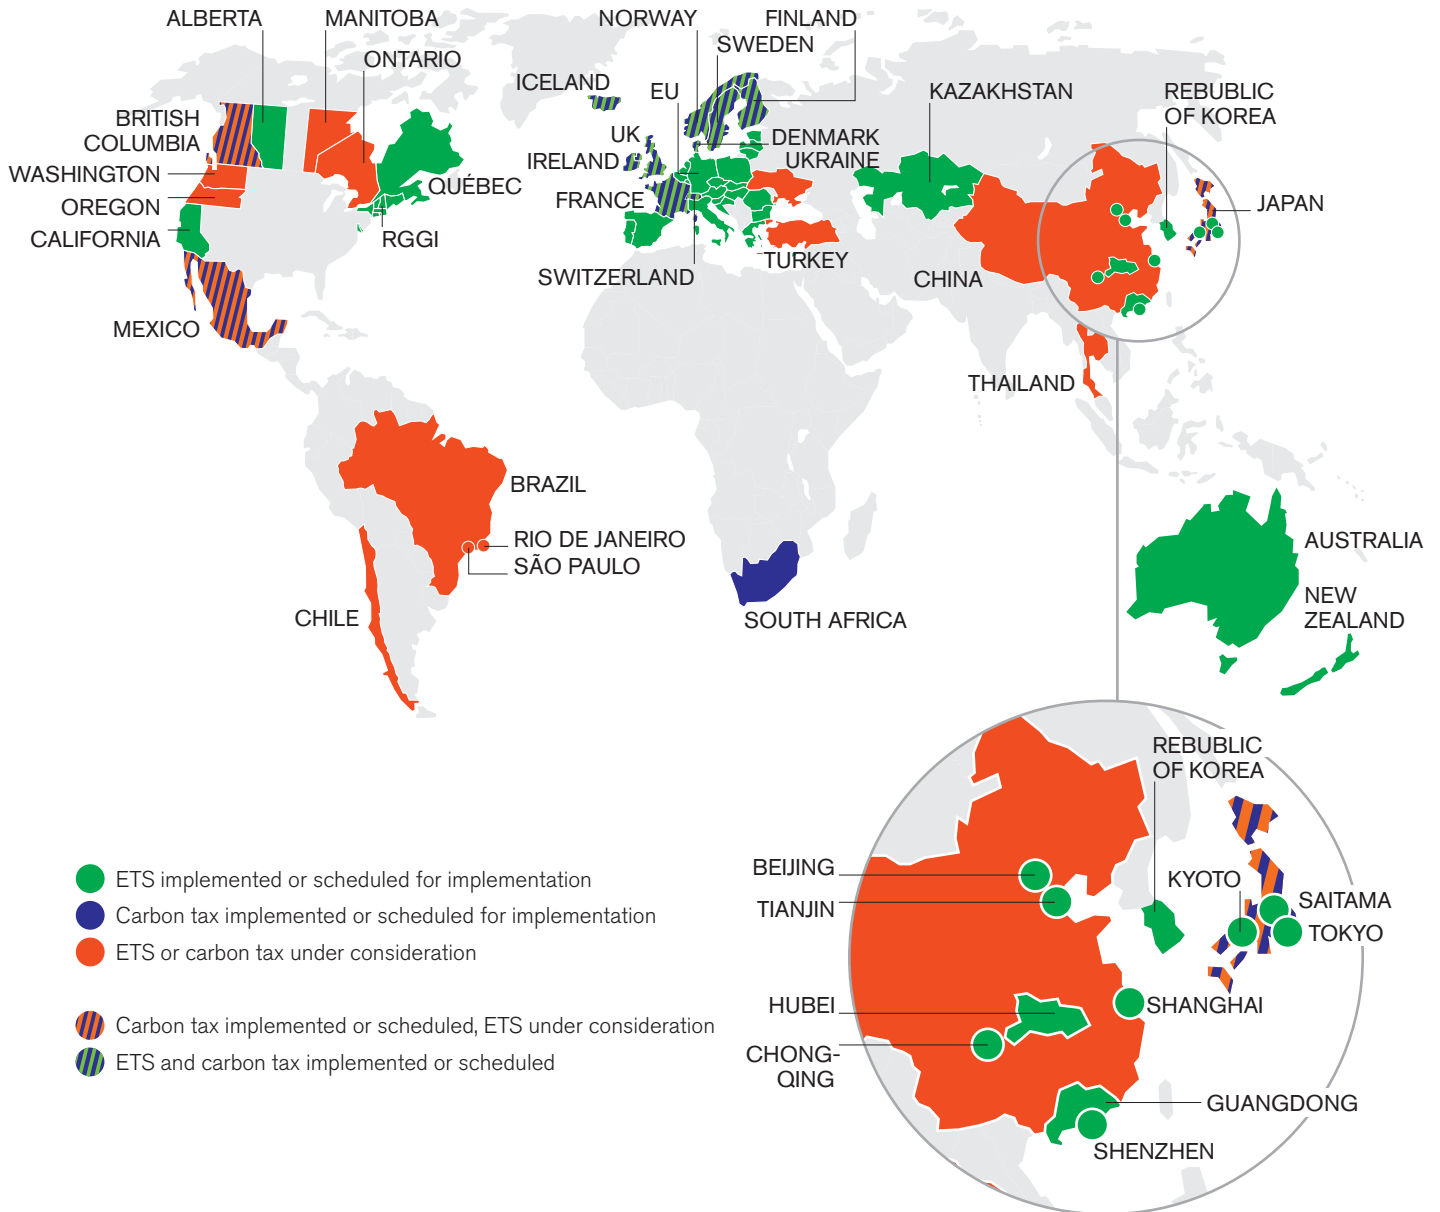 ALBERTA
MANITOBA
NORWAY
FINLAND
SWEDEN
ONTARIO
ICELAND
EU
KAZAKHSTAN
REBUBLIC
OF KOREA
BRITISH
COLUMBIA
UK
DENMARK
UKRAINE
IRELAND
WASHINGTON
QUÉBEC
FRANCE
OREGON
JAPAN
CALIFORNIA
RGGI
TURKEY
SWITZERLAND
CHINA
MEXICO
THAILAND
BRAZIL
RIO DE JANEIRO
SÃO PAULO
AUSTRALIA
NEW
ZEALAND
CHILE
SOUTH AFRICA
REBUBLIC
OF KOREA
BEIJING
KYOTO
TIANJIN
SAITAMA
TOKYO
HUBEI
SHANGHAI
CHONG-
QING
GUANGDONG
SHENZHEN
ETS implemented or scheduled for implementation
Carbon tax implemented or scheduled for implementation
ETS or carbon tax under consideration
Carbon tax implemented or scheduled, ETS under consideration
ETS and carbon tax implemented or scheduled